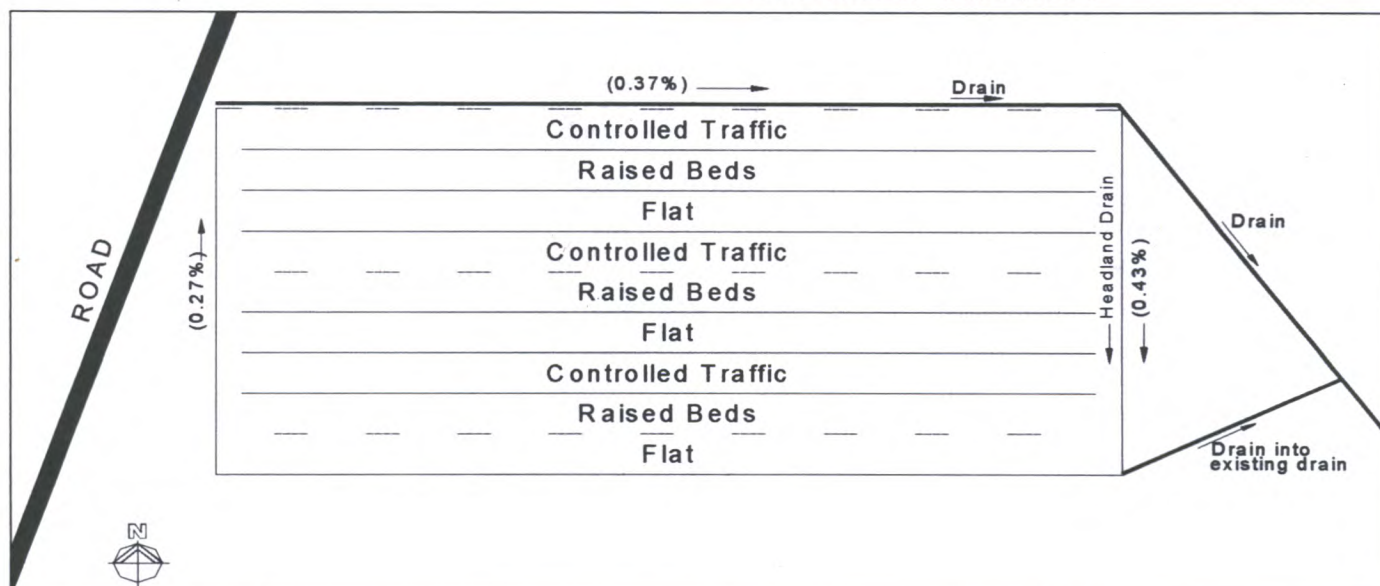 (0.37%)
Drain
Controlled Traffic
Raised Beds
Flat
Controlled Traffic
Raised Beds
Flat
Controlled Traffic
Raised Beds
Flat
ROAD
(0.27%)
Headland Drain
(0.43%)
Drain
Drain into
existing drain
N